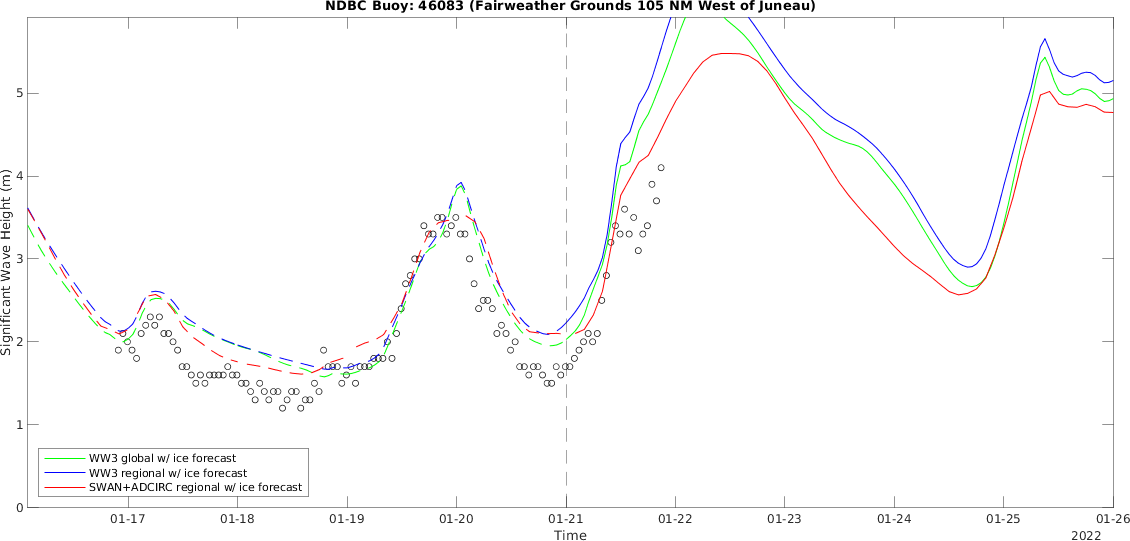 NDBC Buoy: 46083 (Fairweather Grounds 105 NM West of Juneau)
Significant Wave Height (m)
5
4
3
2
1
0
WW3 global w/ ice forecast
WW3 regional w/ ice forecast
SWAN+ADCIRC regional w/ ice forecast
01-17 01-18 01-19 01-20 01-21 01-22 01-23 01-24 01-25 01-26
Time
2022